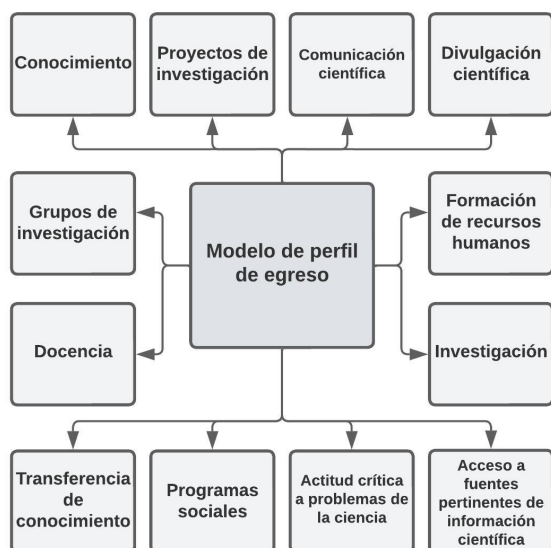 Conocimiento
Proyectos de
investigación
Comunicación
científica
Divulgación
científica
Grupos de
investigación
Modelo de perfil
de egreso
Formación
de recursos
humanos
Docencia
Investigación
Transferencia
de
conocimiento
Programas
sociales
Actitud crítica
a problemas de
la ciencia
Acceso a
fuentes
pertinentes de
información
científica